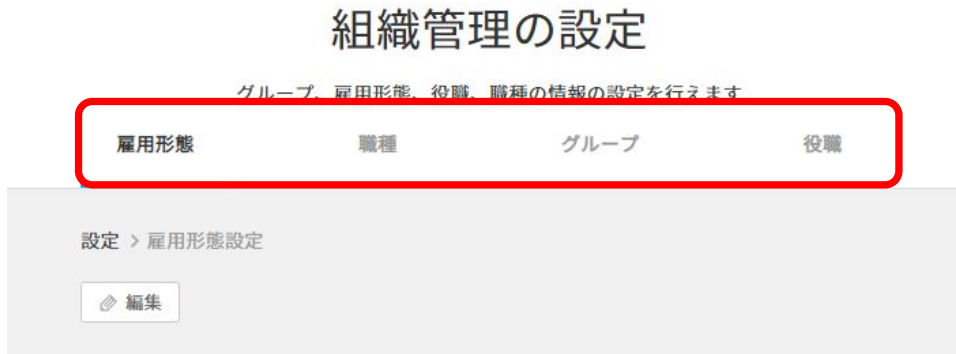 組織管理の設定
グループ、雇用形態、役職、職種の情報の設定を行えます
雇用形態 職種 グループ 役職
設定 > 雇用形態設定
編集